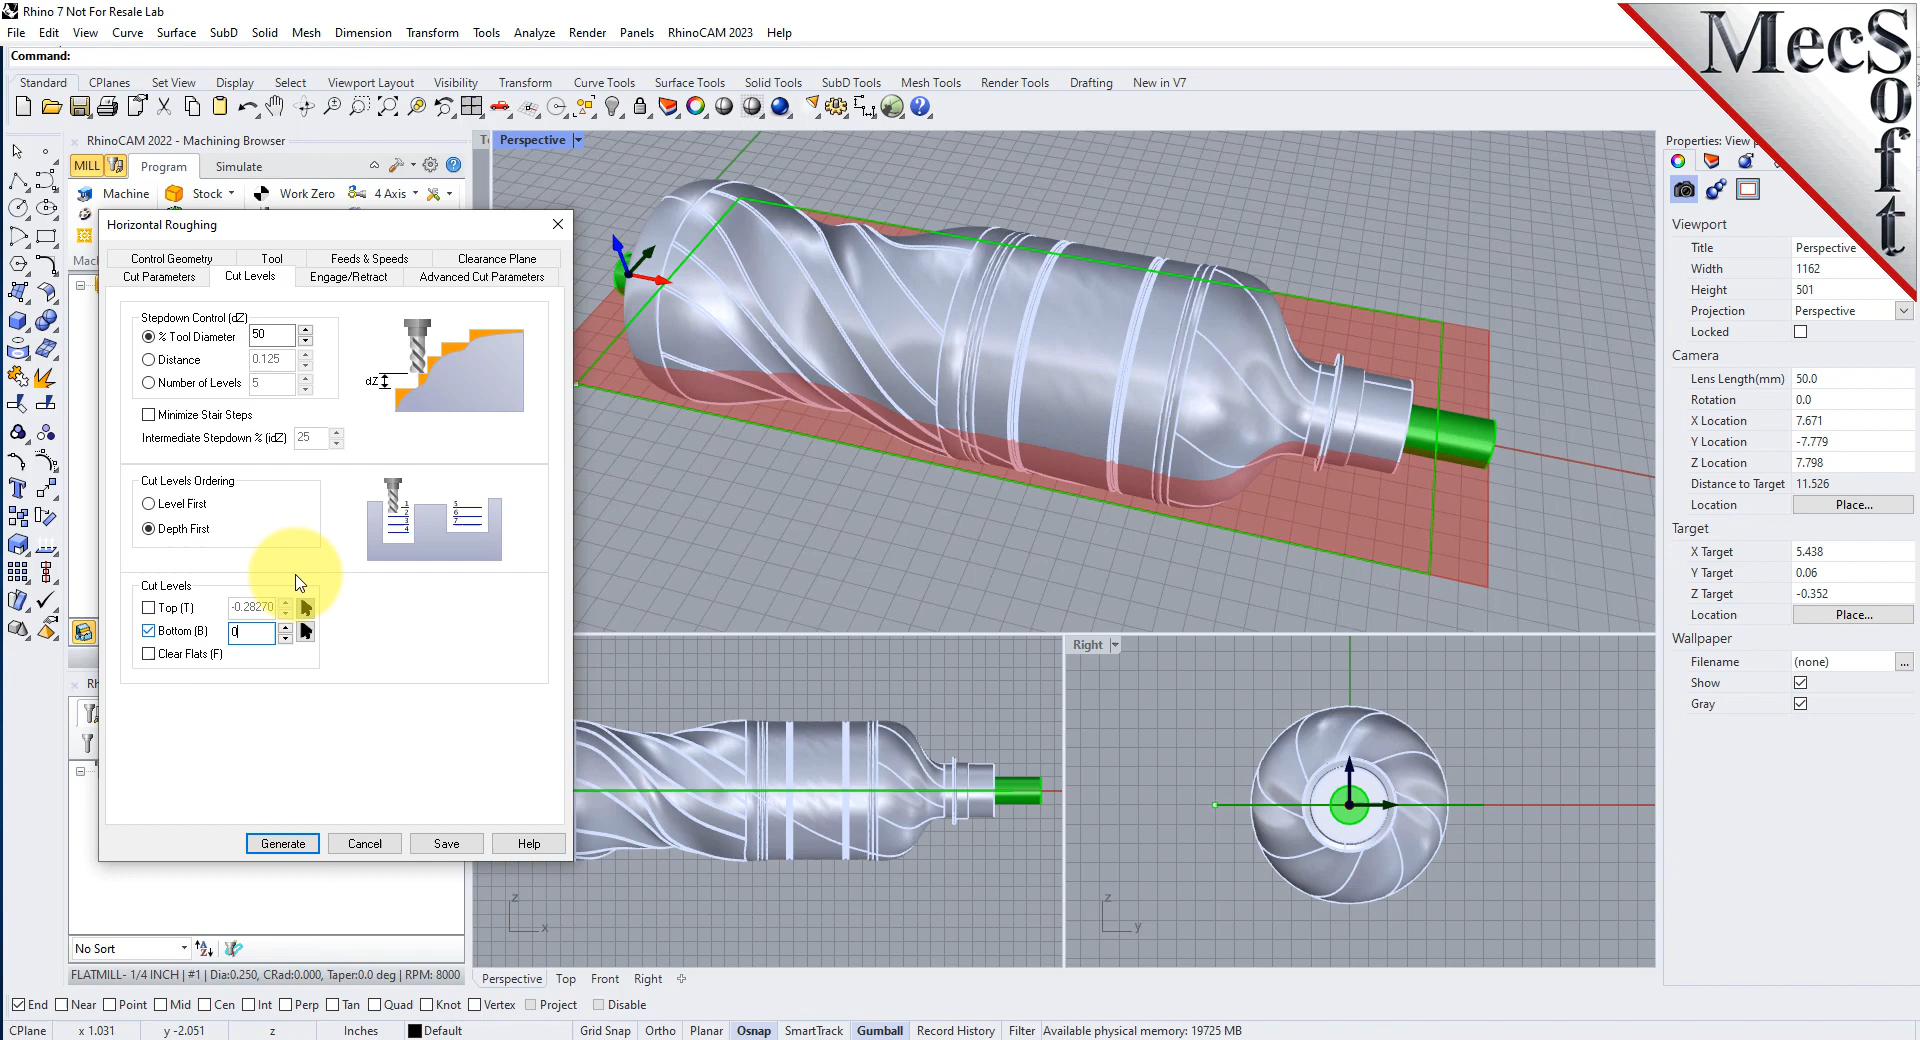 Rhino 7 Not For Resale Lab
File Edit View Curve Surface SubD Solid Mesh Dimension Transform Tools Analyze Render Panels RhinoCAM 2023 Help
Command:
Standard CPlanes Set View Display Select Viewport Layout Visibility Transform Curve Tools Surface Tools Solid Tools SubD Tools Mesh Tools Render Tools Drafting New in V7
MecSoft
RhinoCAM 2022 - Machining Browser
MILL Program Simulate
Machine Stock Work Zero 4 Axis
Horizontal Roughing
Control Geometry Tool Feeds & Speeds Clearance Plane
Cut Parameters Cut Levels Engage/Retract Advanced Cut Parameters
Stepdown Control (dZ)
% Tool Diameter 50
Distance 0.125
Number of Levels 5
dZ
Minimize Stair Steps
Intermediate Stepdown % (idZ) 25
Cut Levels Ordering
Level First
Depth First
1
2
3
4
5
6
7
Cut Levels
Top (T) -0.28270
Bottom (B) 0
Clear Flats (F)
Generate Cancel Save Help
Mach
Rh
No Sort
FLATMILL- 1/4 INCH | #1 | Dia:0.250, CRad:0.000, Taper:0.0 deg | RPM: 8000
Perspective
Right
z
x
z
y
Perspective Top Front Right
Properties: View p
Viewport
Title Perspective
Width 1162
Height 501
Projection Perspective
Locked
Camera
Lens Length(mm) 50.0
Rotation 0.0
X Location 7.671
Y Location -7.779
Z Location 7.798
Distance to Target 11.526
Location Place...
Target
X Target 5.438
Y Target 0.06
Z Target -0.352
Location Place...
Wallpaper
Filename (none) ...
Show
Gray
End Near Point Mid Cen Int Perp Tan Quad Knot Vertex Project Disable
CPlane x 1.031 y -2.051 z Inches Default Grid Snap Ortho Planar Osnap SmartTrack Gumball Record History Filter Available physical memory: 19725 MB